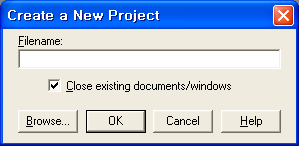 Create a New Project
Filename:
Close existing documents/windows
Browse... OK Cancel Help